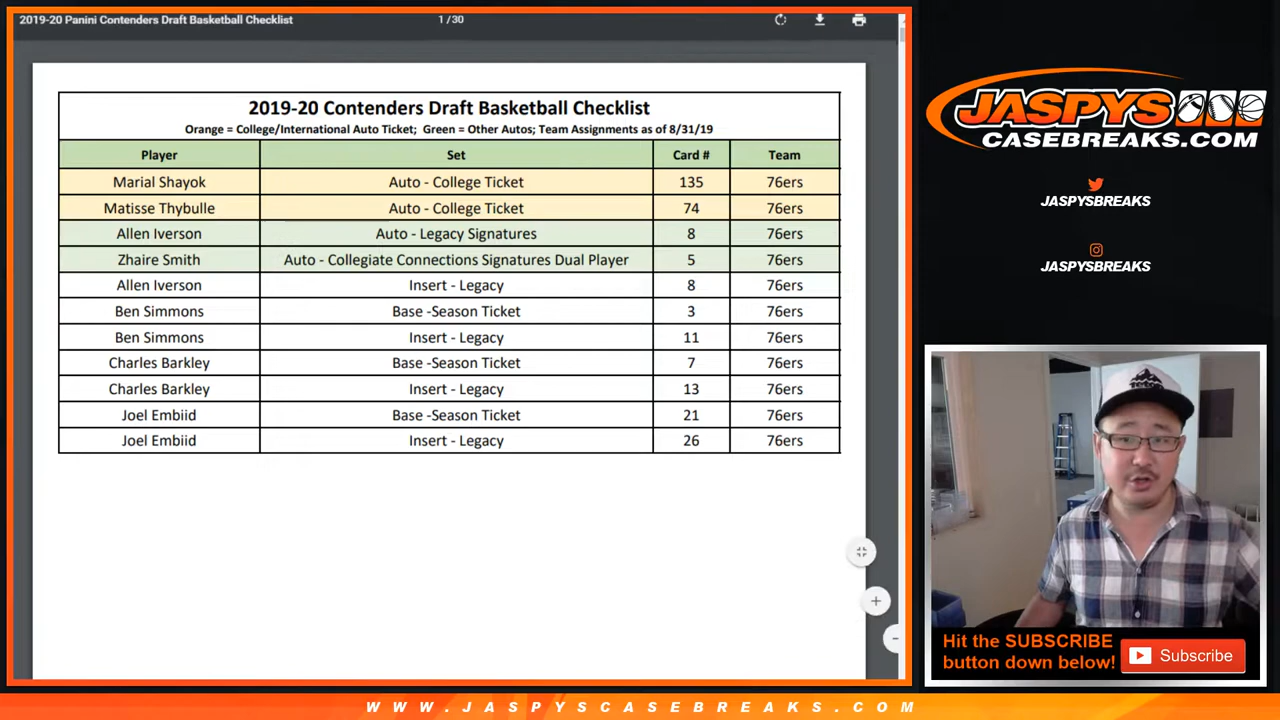 2019-20 Panini Contenders Draft Basketball Checklist
1 / 30
2019-20 Contenders Draft Basketball Checklist
Orange = College/International Auto Ticket; Green = Other Autos; Team Assignments as of 8/31/19
Player Set Card # Team
Marial Shayok Auto - College Ticket 135 76ers
Matisse Thybulle Auto - College Ticket 74 76ers
Allen Iverson Auto - Legacy Signatures 8 76ers
Zhaire Smith Auto - Collegiate Connections Signatures Dual Player 5 76ers
Allen Iverson Insert - Legacy 8 76ers
Ben Simmons Base -Season Ticket 3 76ers
Ben Simmons Insert - Legacy 11 76ers
Charles Barkley Base -Season Ticket 7 76ers
Charles Barkley Insert - Legacy 13 76ers
Joel Embiid Base -Season Ticket 21 76ers
Joel Embiid Insert - Legacy 26 76ers
JASPYS
CASEBREAKS.COM
JASPYSBREAKS
JASPYSBREAKS
Hit the SUBSCRIBE
button down below!
Subscribe
WWW.JASPYSCASEBREAKS.COM